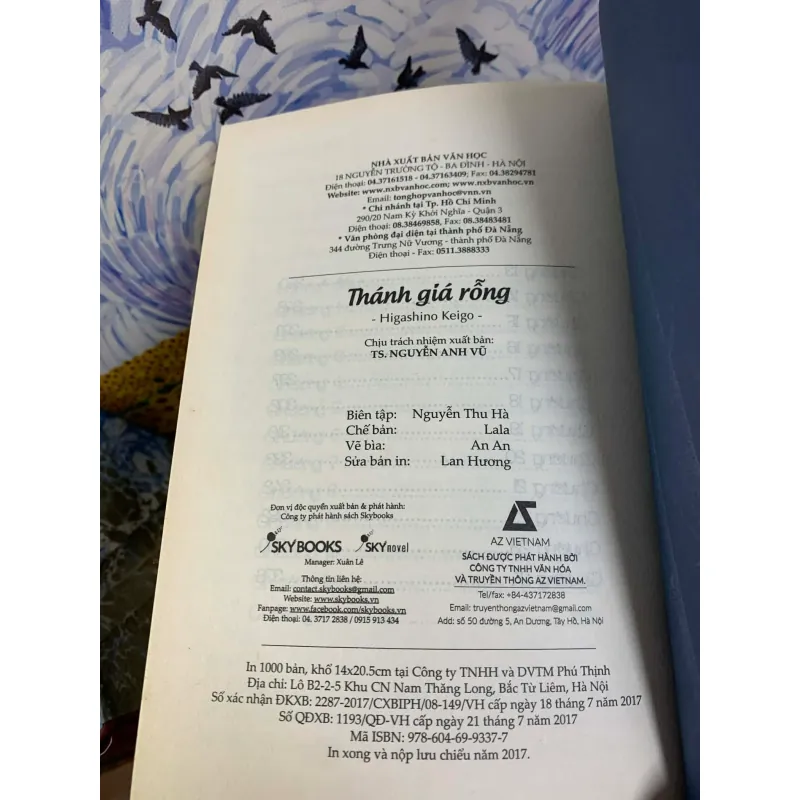 NHÀ XUẤT BẢN VĂN HỌC
18 NGUYỄN TRƯỜNG TỘ - BA ĐÌNH - HÀ NỘI
Điện thoại: 04.37161518 - 04.37163409; Fax: 04.38294781
Website: www.nxbvanhoc.com; www.nxbvanhoc.vn
Email: tonghopvanhoc@vnn.vn
* Chi nhánh tại Tp. Hồ Chí Minh
290/20 Nam Kỳ Khởi Nghĩa - Quận 3
Điện thoại: 08.38469858, Fax: 08.38483481
* Văn phòng đại diện tại thành phố Đà Nẵng
344 đường Trưng Nữ Vương - thành phố Đà Nẵng
Điện thoại - Fax: 0511.3888333
Thánh giá rỗng
- Higashino Keigo -
Chịu trách nhiệm xuất bản:
TS. NGUYỄN ANH VŨ
Biên tập: Nguyễn Thu Hà
Chế bản: Lala
Vẽ bìa: An An
Sửa bản in: Lan Hương
Đơn vị độc quyền xuất bản & phát hành:
Công ty phát hành sách Skybooks
SKYBOOKS SKYnovel
Manager: Xuân Lê
Thông tin liên hệ:
Email: contact.skybooks@gmail.com
Website: www.skybooks.vn
Fanpage: www.facebook.com/skybooks.vn
Điện thoại: 04. 3717 2838 / 0915 913 434
AZ VIETNAM
SÁCH ĐƯỢC PHÁT HÀNH BỞI
CÔNG TY TNHH VĂN HÓA
VÀ TRUYỀN THÔNG AZ VIETNAM.
Tel/fax: +84-437172838
Email: truyenthongazvietnam@gmail.com
Add: số 50 đường 5, An Dương, Tây Hồ, Hà Nội
In 1000 bản, khổ 14x20.5cm tại Công ty TNHH và DVTM Phú Thịnh
Địa chỉ: Lô B2-2-5 Khu CN Nam Thăng Long, Bắc Từ Liêm, Hà Nội
Số xác nhận ĐKXB: 2287-2017/CXBIPH/08-149/VH cấp ngày 18 tháng 7 năm 2017
Số QĐXB: 1193/QĐ-VH cấp ngày 21 tháng 7 năm 2017
Mã ISBN: 978-604-69-9337-7
In xong và nộp lưu chiểu năm 2017.